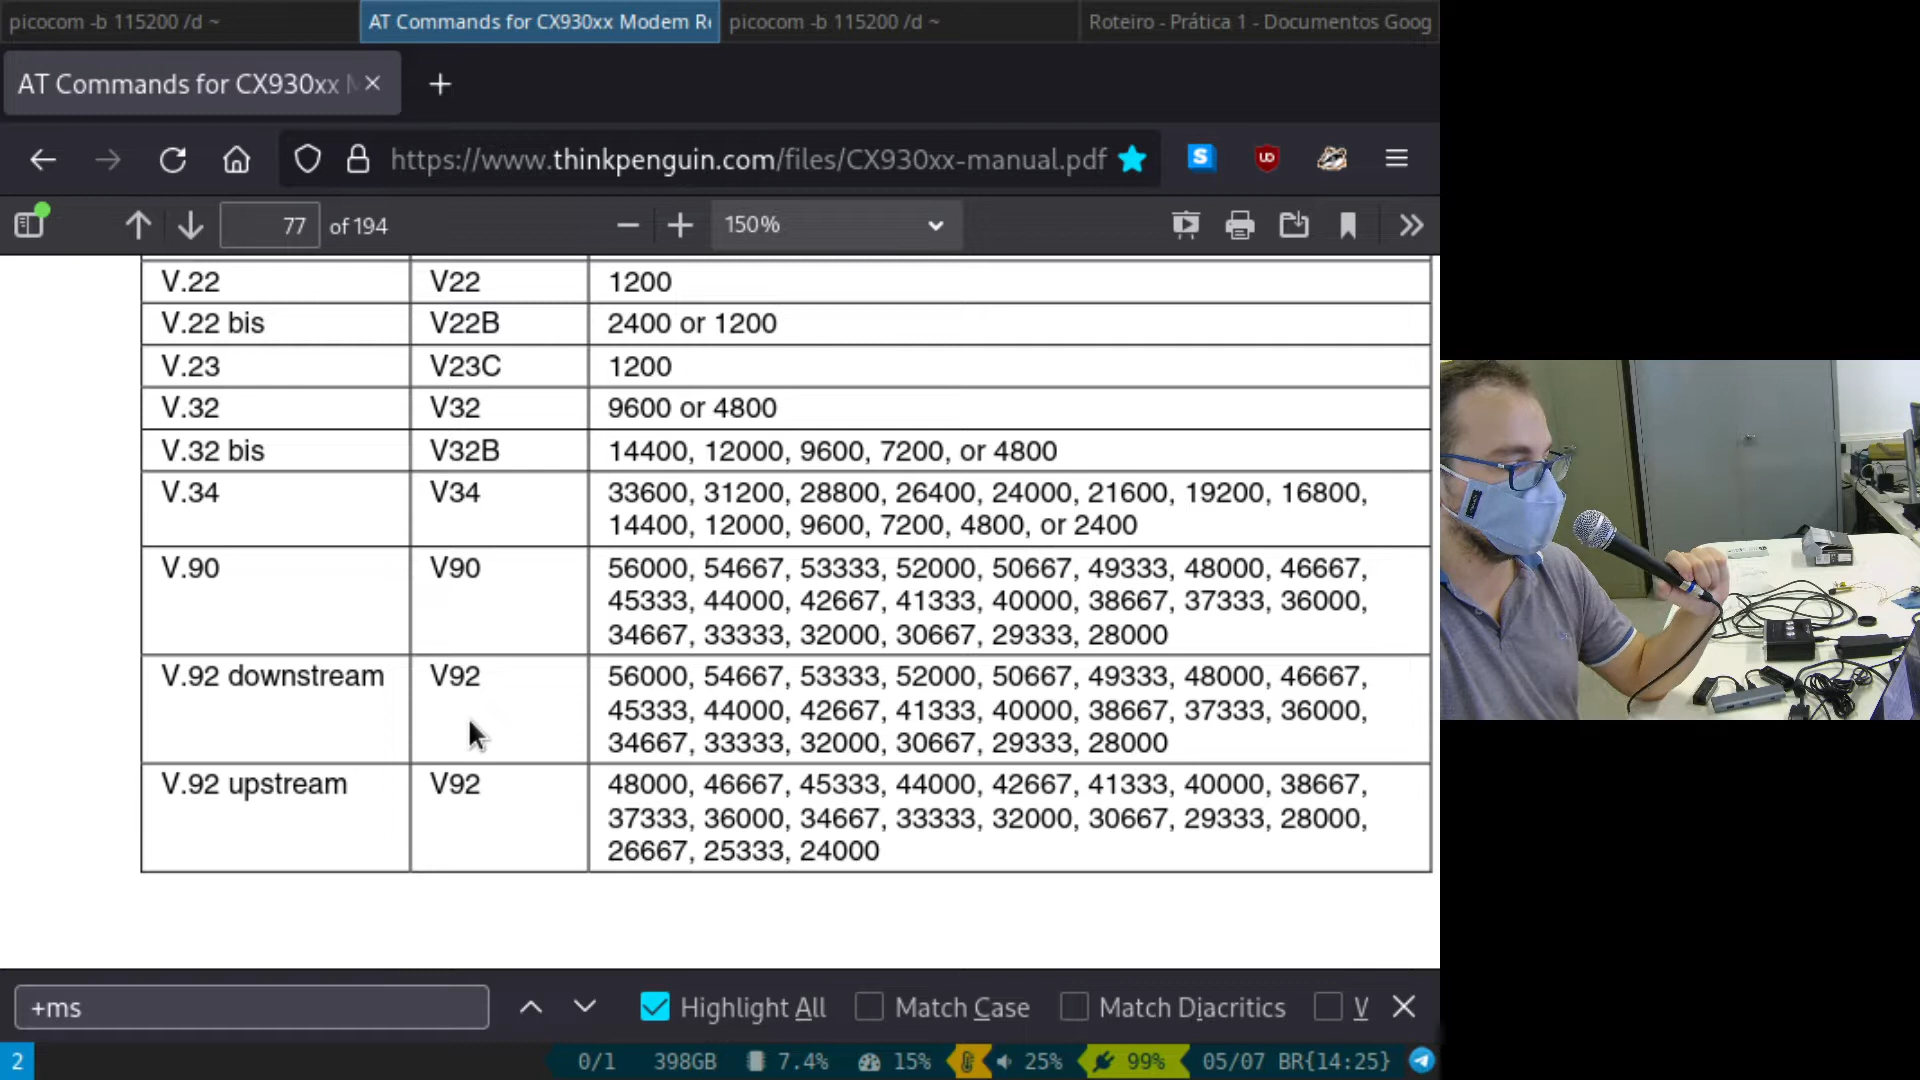 picocom -b 115200 /d ~
AT Commands for CX930xx Modem Re
picocom -b 115200 /d ~
Roteiro - Prática 1 - Documentos Goog
AT Commands for CX930xx
https://www.thinkpenguin.com/files/CX930xx-manual.pdf
77 of 194
150%
V.22 V22 1200
V.22 bis V22B 2400 or 1200
V.23 V23C 1200
V.32 V32 9600 or 4800
V.32 bis V32B 14400, 12000, 9600, 7200, or 4800
V.34 V34 33600, 31200, 28800, 26400, 24000, 21600, 19200, 16800,
14400, 12000, 9600, 7200, 4800, or 2400
V.90 V90 56000, 54667, 53333, 52000, 50667, 49333, 48000, 46667,
45333, 44000, 42667, 41333, 40000, 38667, 37333, 36000,
34667, 33333, 32000, 30667, 29333, 28000
V.92 downstream V92 56000, 54667, 53333, 52000, 50667, 49333, 48000, 46667,
45333, 44000, 42667, 41333, 40000, 38667, 37333, 36000,
34667, 33333, 32000, 30667, 29333, 28000
V.92 upstream V92 48000, 46667, 45333, 44000, 42667, 41333, 40000, 38667,
37333, 36000, 34667, 33333, 32000, 30667, 29333, 28000,
26667, 25333, 24000
+ms Highlight All Match Case Match Diacritics V
2 0/1 398GB 7.4% 15% 25% 99% 05/07 BR{14:25}